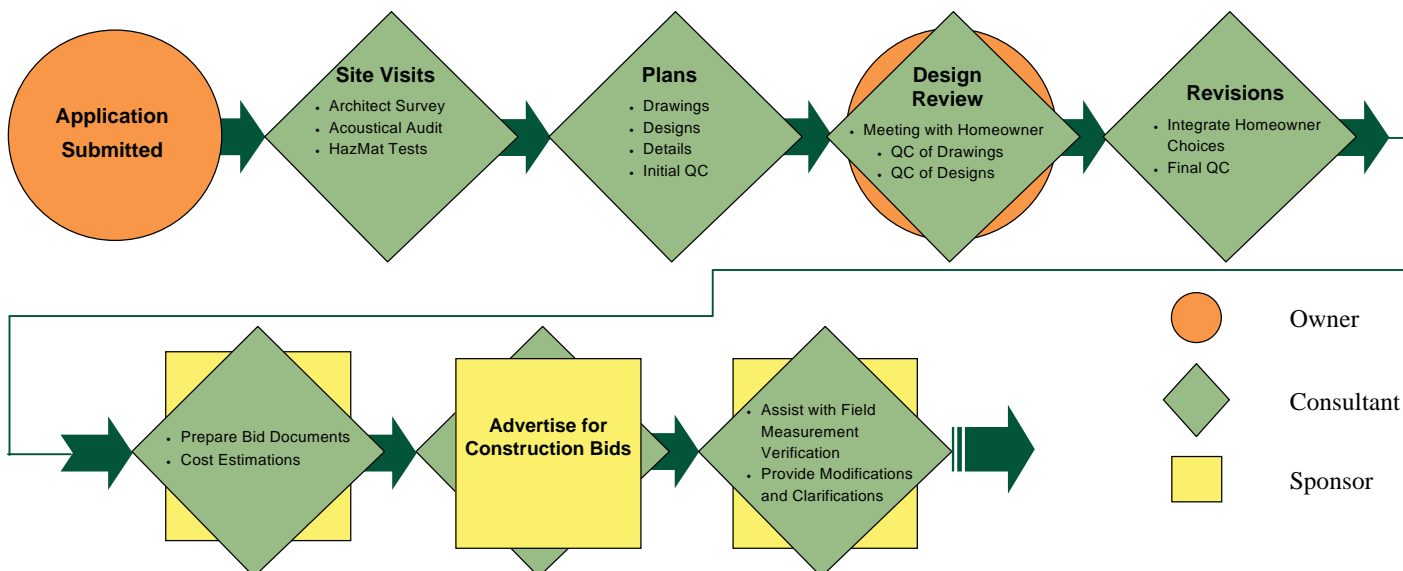 Application
Submitted
Site Visits
• Architect Survey
• Acoustical Audit
• HazMat Tests
Plans
• Drawings
• Designs
• Details
• Initial QC
Design
Review
• Meeting with Homeowner
• QC of Drawings
• QC of Designs
Revisions
• Integrate Homeowner
Choices
• Final QC
• Prepare Bid Documents
• Cost Estimations
Advertise for
Construction Bids
• Assist with Field
Measurement
Verification
• Provide Modifications
and Clarifications
Owner
Consultant
Sponsor